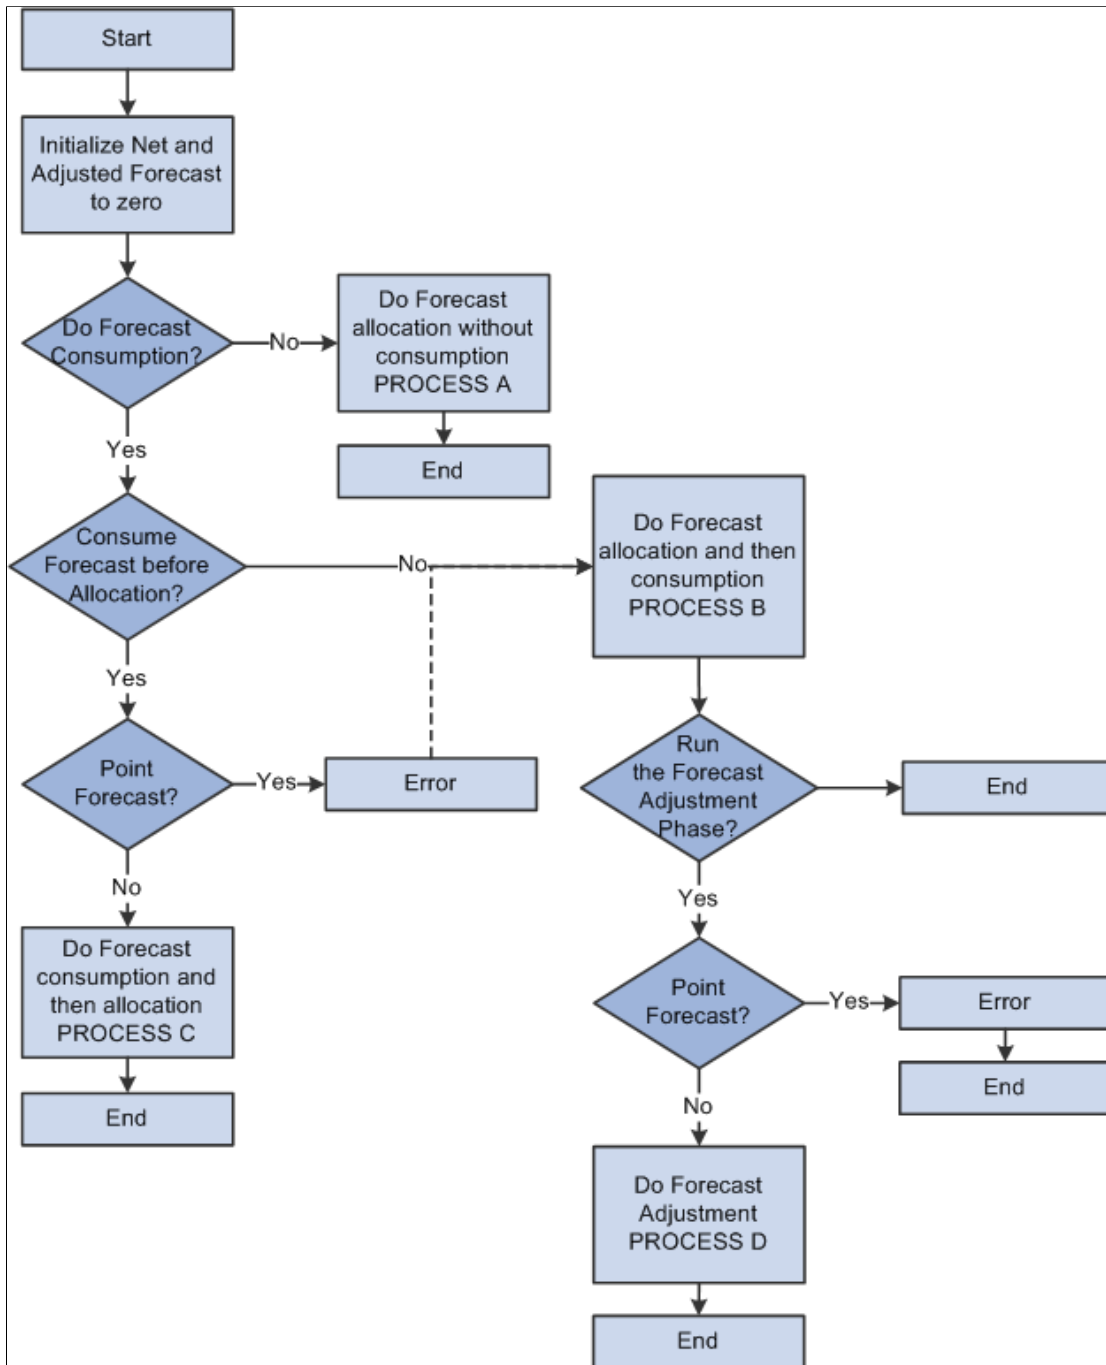 Start
Initialize Net and
Adjusted Forecast
to zero
Do Forecast
Consumption?
No
Do Forecast
allocation without
consumption
PROCESS A
End
Yes
Consume
Forecast before
Allocation?
No
Do Forecast
allocation and then
consumption
PROCESS B
Yes
Point
Forecast?
Yes
Error
Run
the Forecast
Adjustment
Phase?
End
No
Yes
Do Forecast
consumption and
then allocation
PROCESS C
End
Point
Forecast?
Yes
Error
End
No
Do Forecast
Adjustment
PROCESS D
End